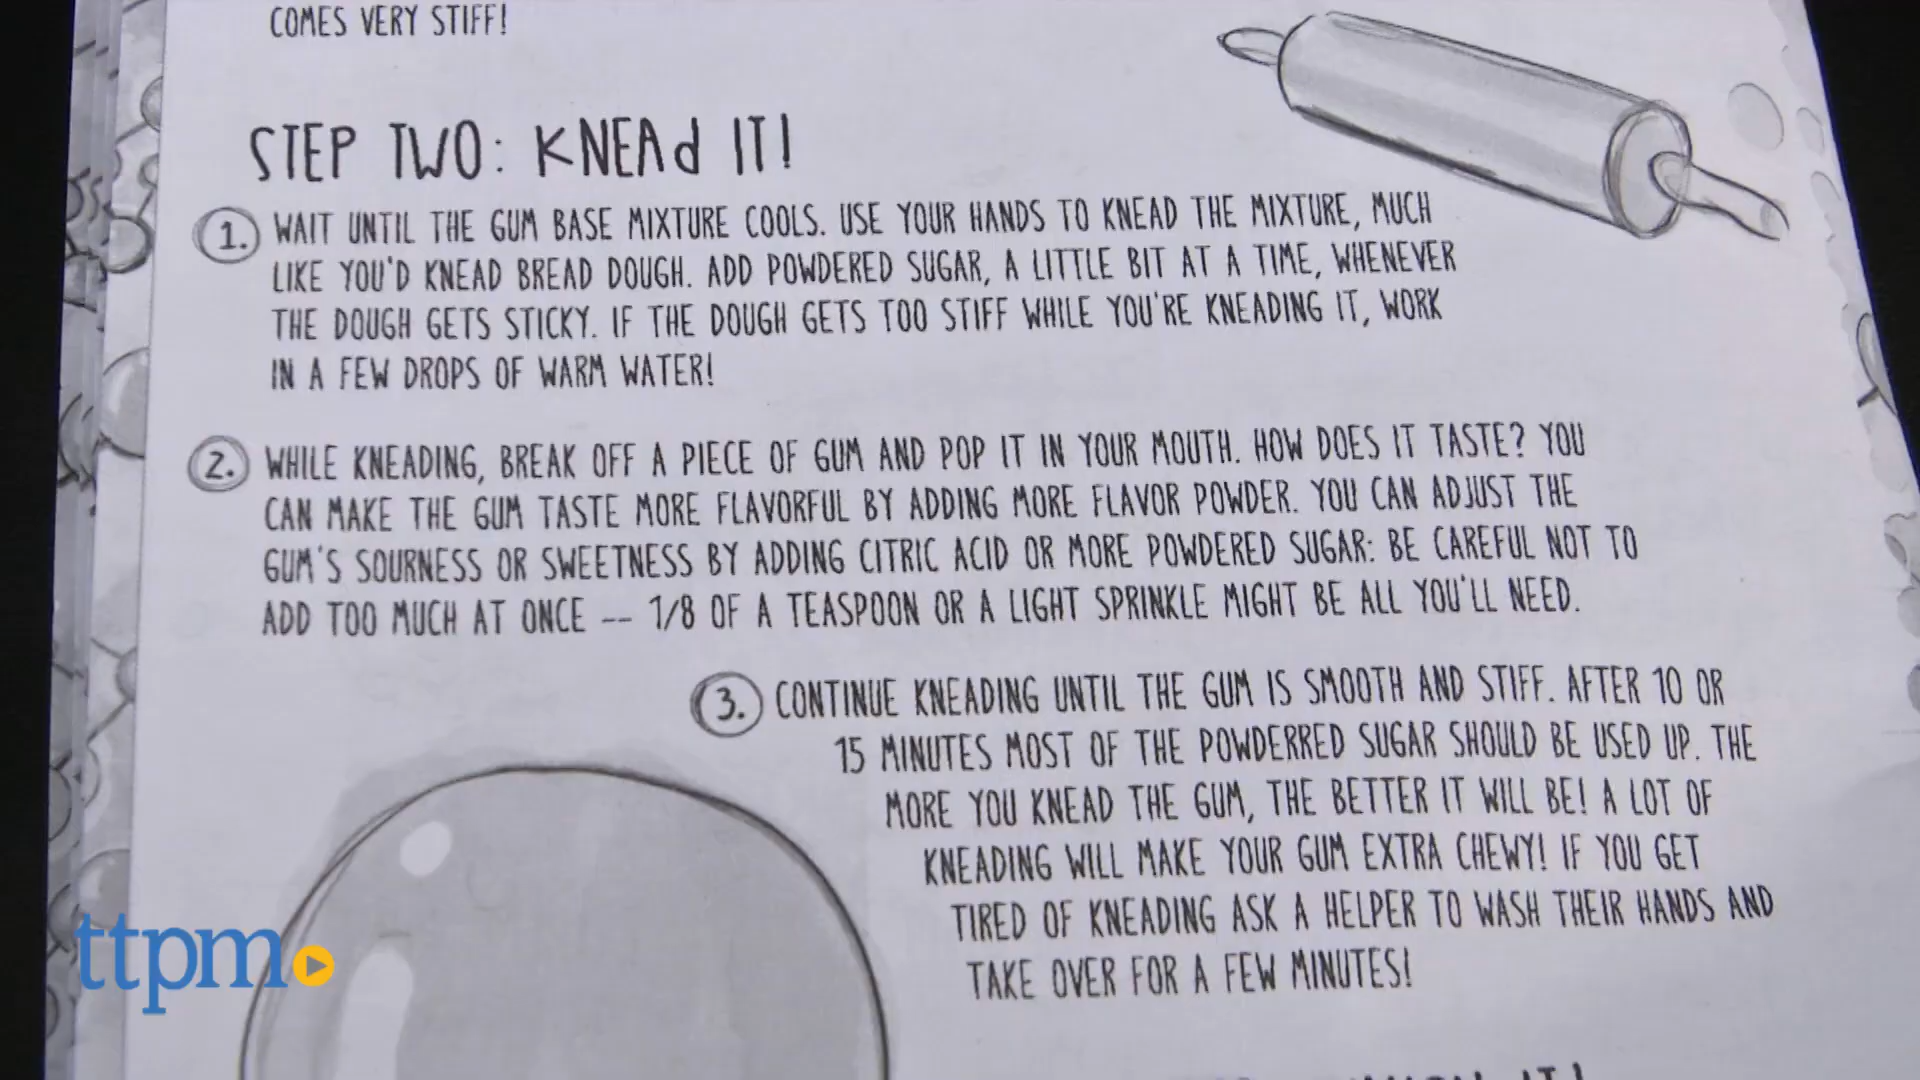 COMES VERY STIFF!
STEP TWO: KNEAD IT!
1. WAIT UNTIL THE GUM BASE MIXTURE COOLS. USE YOUR HANDS TO KNEAD THE MIXTURE, MUCH
LIKE YOU'D KNEAD BREAD DOUGH. ADD POWDERED SUGAR, A LITTLE BIT AT A TIME, WHENEVER
THE DOUGH GETS STICKY. IF THE DOUGH GETS TOO STIFF WHILE YOU'RE KNEADING IT, WORK
IN A FEW DROPS OF WARM WATER!
2. WHILE KNEADING, BREAK OFF A PIECE OF GUM AND POP IT IN YOUR MOUTH. HOW DOES IT TASTE? YOU
CAN MAKE THE GUM TASTE MORE FLAVORFUL BY ADDING MORE FLAVOR POWDER. YOU CAN ADJUST THE
GUM'S SOURNESS OR SWEETNESS BY ADDING CITRIC ACID OR MORE POWDERED SUGAR: BE CAREFUL NOT TO
ADD TOO MUCH AT ONCE -- 1/8 OF A TEASPOON OR A LIGHT SPRINKLE MIGHT BE ALL YOU'LL NEED.
3. CONTINUE KNEADING UNTIL THE GUM IS SMOOTH AND STIFF. AFTER 10 OR
15 MINUTES MOST OF THE POWDERRED SUGAR SHOULD BE USED UP. THE
MORE YOU KNEAD THE GUM, THE BETTER IT WILL BE! A LOT OF
KNEADING WILL MAKE YOUR GUM EXTRA CHEWY! IF YOU GET
TIRED OF KNEADING ASK A HELPER TO WASH THEIR HANDS AND
TAKE OVER FOR A FEW MINUTES!
ttpm
IT!